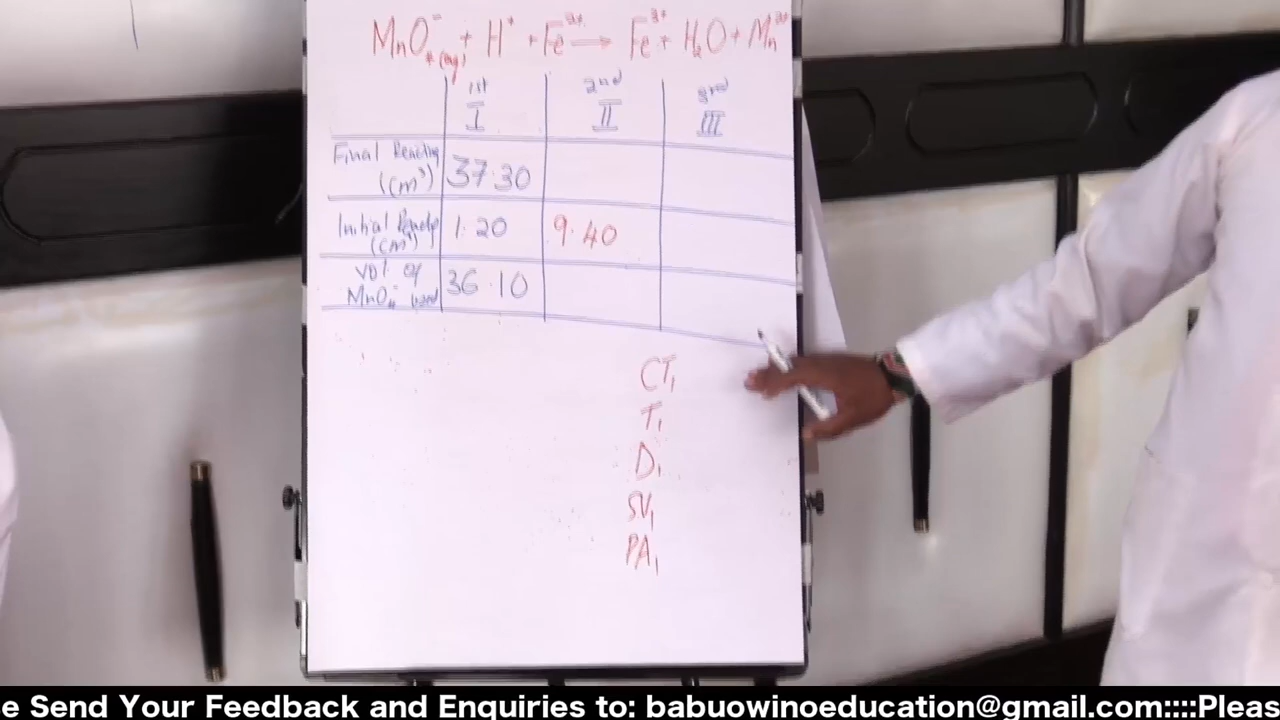 MnO₄⁻(aq) + H⁺ + Fe²⁺ → Fe³⁺ + H₂O + Mn²⁺
1st 2nd 3rd
I II III
Final Reading (cm³) 37.30
Initial (cm³) 1.20 9.40
Vol. of MnO₄⁻ used 36.10
CT₁
T₁
D₁
SV₁
PA₁
e Send Your Feedback and Enquiries to: babuowinoeducation@gmail.com::::Pleas